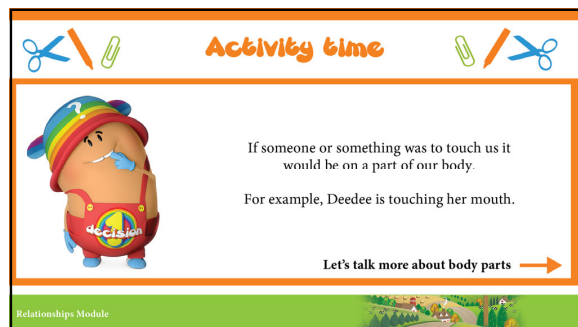 Activity time
If someone or something was to touch us it
would be on a part of our body.
For example, Deedee is touching her mouth.
?
1
decision
Let's talk more about body parts
Relationships Module